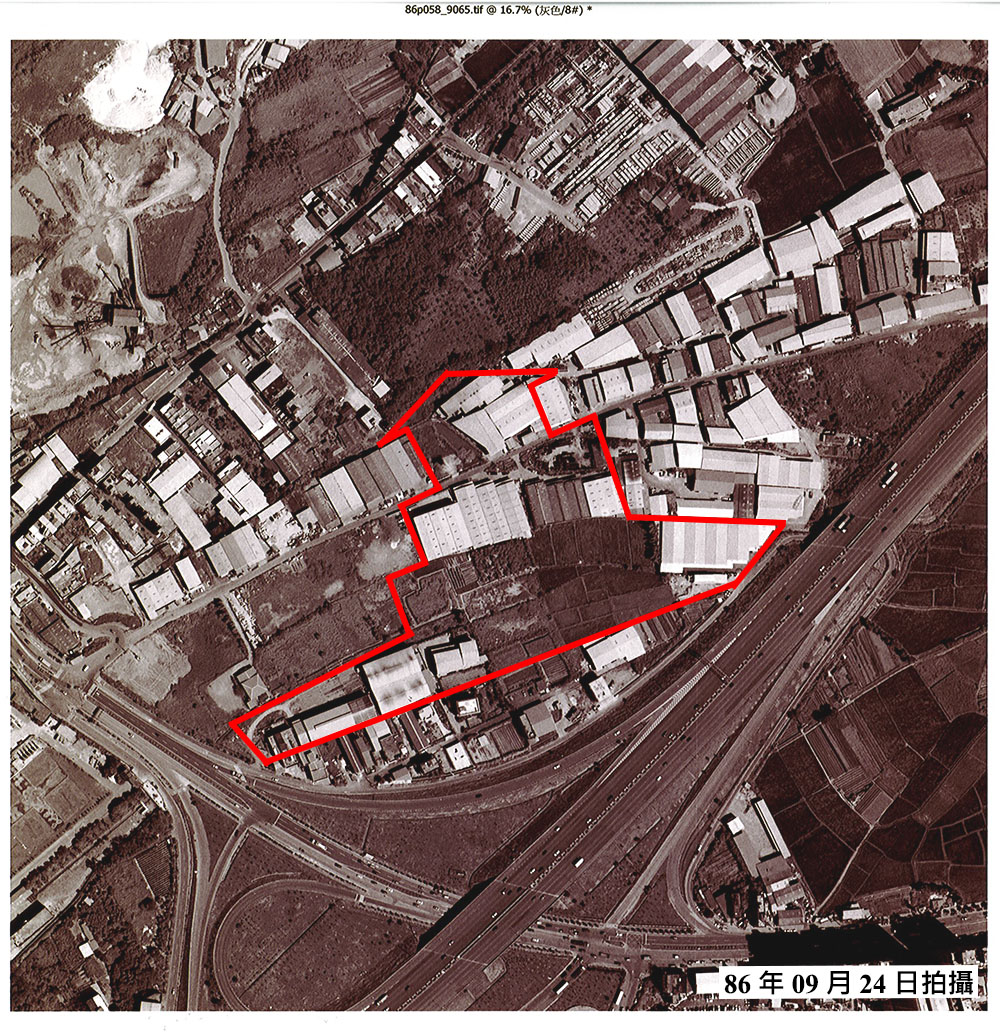 86p058_9065.tif @ 16.7% (灰色/8#) *
86 年 09 月 24 日拍攝